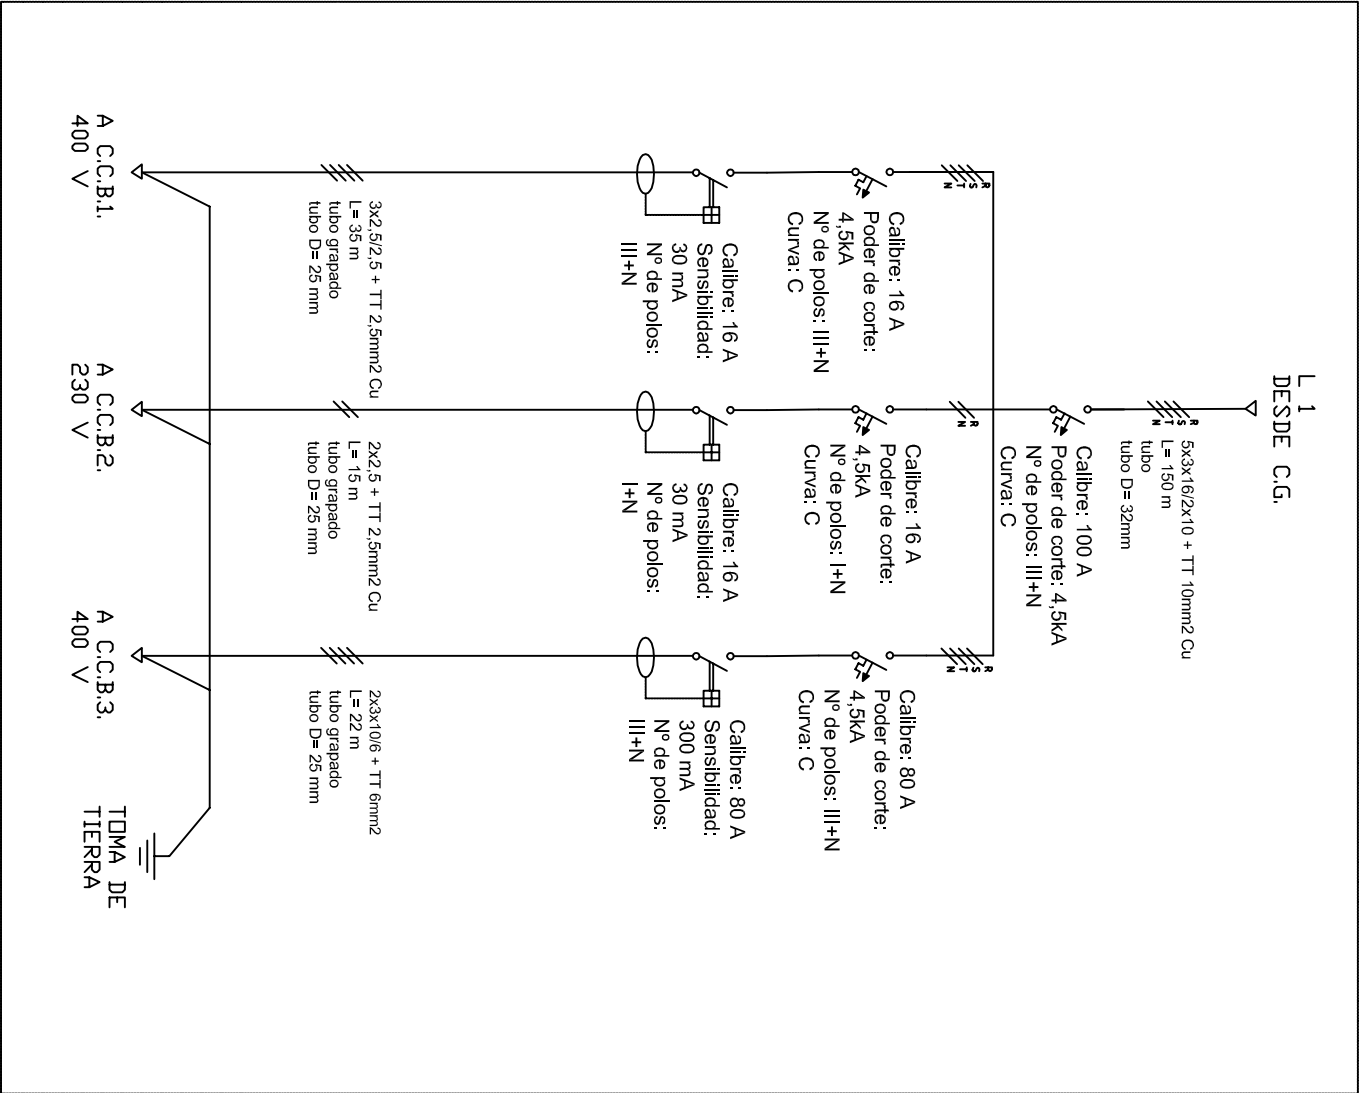 L 1
DESDE C.G.
5x3x16/2x10 + TT 10mm2 Cu
L= 150 m
tubo
tubo D= 32mm
R
S
T
N
Calibre: 100 A
Poder de corte: 4,5kA
Nº de polos: III+N
Curva: C
R
S
T
N
Calibre: 16 A
Poder de corte:
4,5kA
Nº de polos: III+N
Curva: C
Calibre: 16 A
Sensibilidad:
30 mA
Nº de polos:
III+N
3x2,5/2,5 + TT 2,5mm2 Cu
L= 35 m
tubo grapado
tubo D= 25 mm
A C.C.B.1.
400 V
R
N
Calibre: 16 A
Poder de corte:
4,5kA
Nº de polos: I+N
Curva: C
Calibre: 16 A
Sensibilidad:
30 mA
Nº de polos:
I+N
2x2,5 + TT 2,5mm2 Cu
L= 15 m
tubo grapado
tubo D= 25 mm
A C.C.B.2.
230 V
R
S
T
N
Calibre: 80 A
Poder de corte:
4,5kA
Nº de polos: III+N
Curva: C
Calibre: 80 A
Sensibilidad:
300 mA
Nº de polos:
III+N
2x3x10/6 + TT 6mm2
L= 22 m
tubo grapado
tubo D= 25 mm
A C.C.B.3.
400 V
TOMA DE
TIERRA